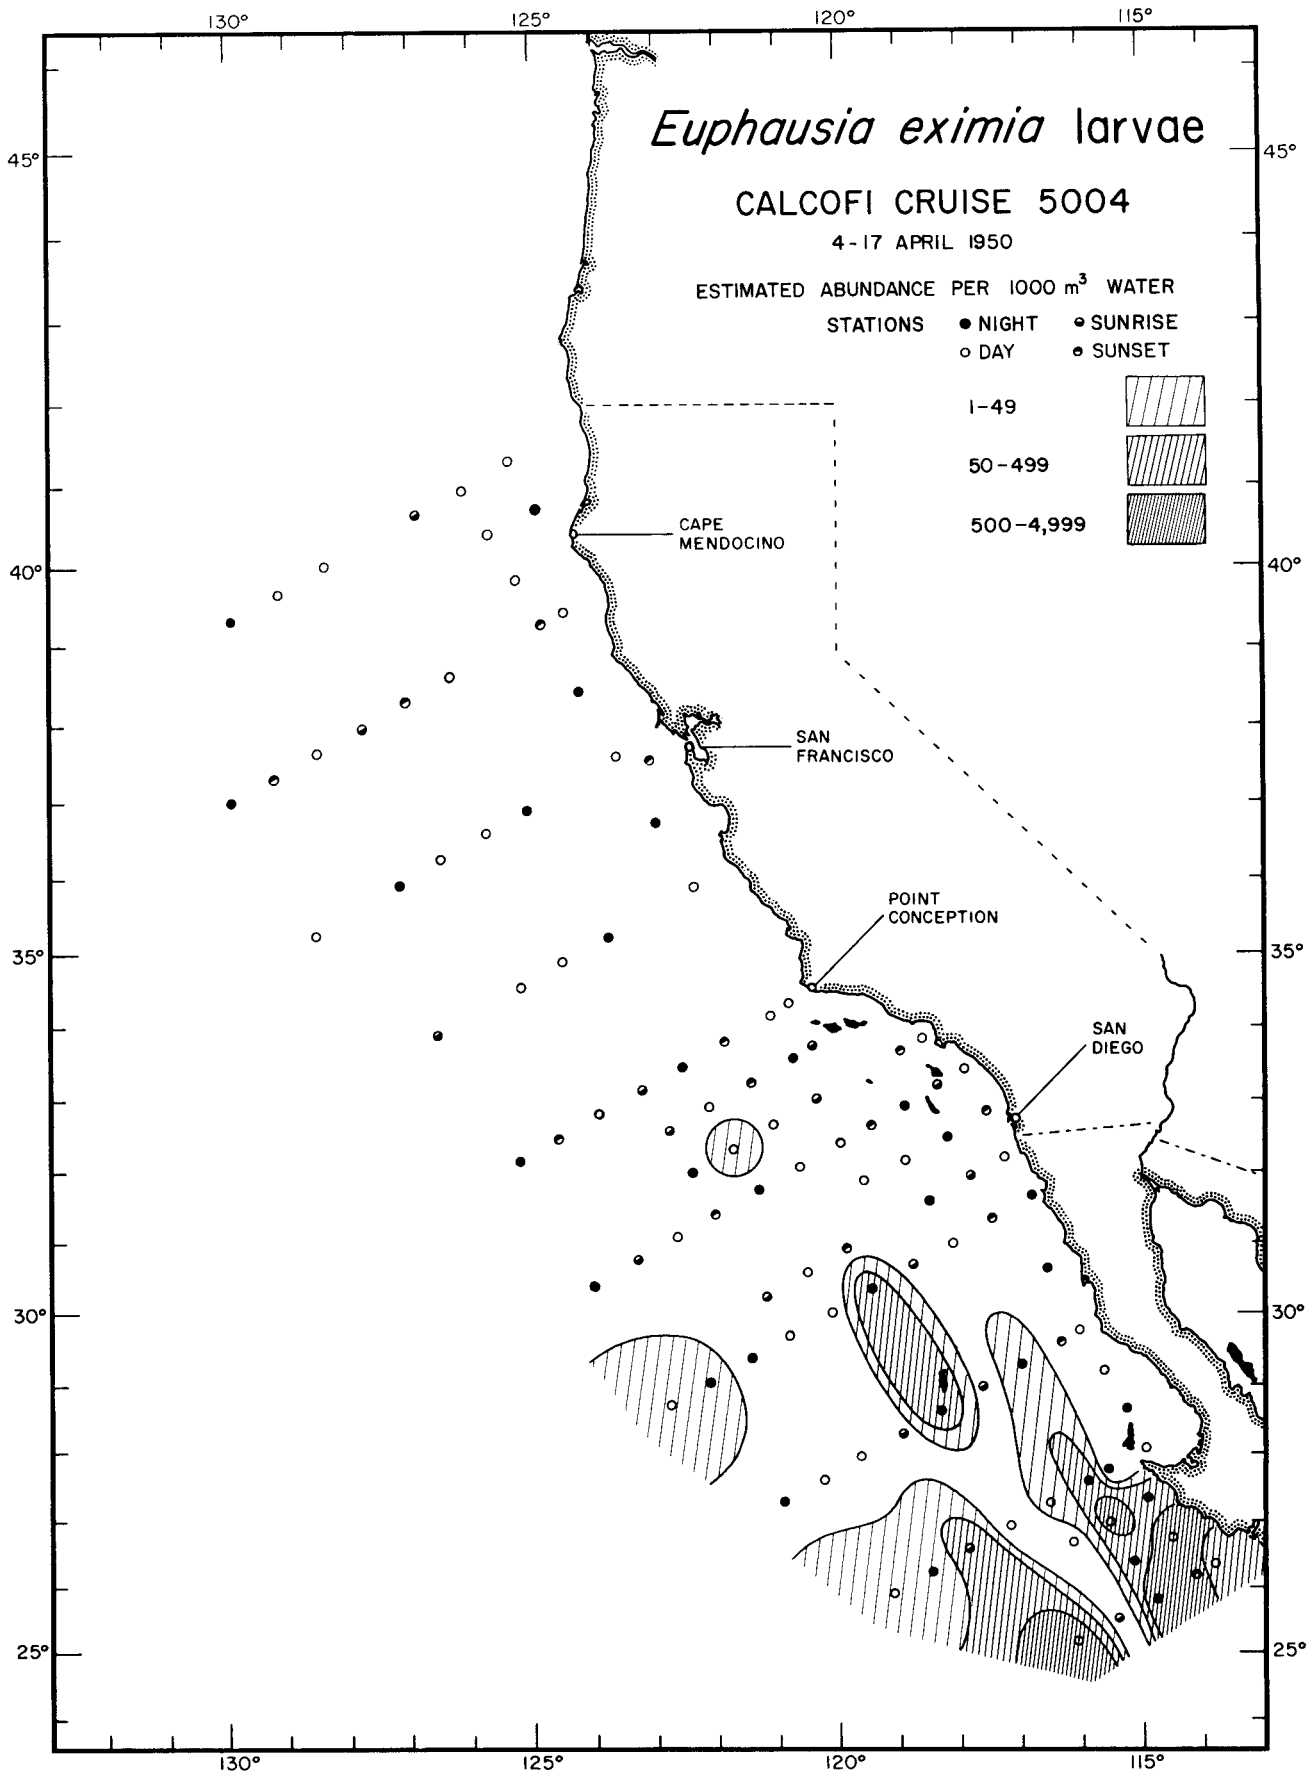 130° 125° 120° 115°
Euphausia eximia larvae
45° 45°
CALCOFI CRUISE 5004
4-17 APRIL 1950
ESTIMATED ABUNDANCE PER 1000 m³ WATER
STATIONS NIGHT SUNRISE
DAY SUNSET
1-49
50-499
500-4,999
CAPE
MENDOCINO
40° 40°
SAN
FRANCISCO
POINT
CONCEPTION
35° 35°
SAN
DIEGO
30° 30°
25° 25°
130° 125° 120° 115°